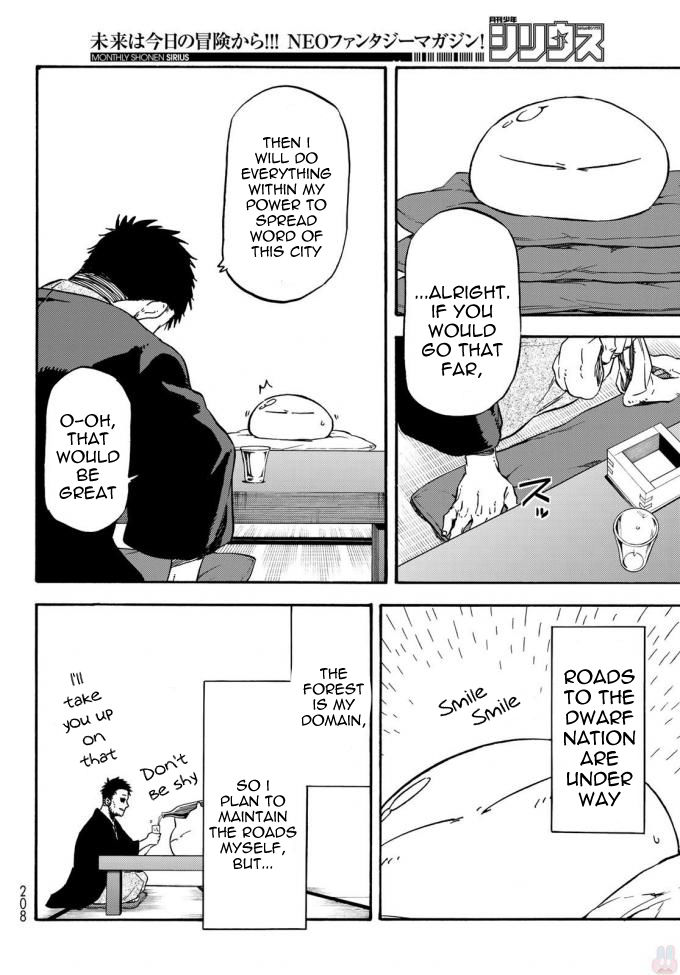 未来は今日の冒険から!!! NEOファンタジーマガジン!
MONTHLY SHONEN SIRIUS
月刊少年
シリウス
...ALRIGHT.
IF YOU
WOULD
GO THAT
FAR,
ス
THEN I
WILL DO
EVERYTHING
WITHIN MY
POWER TO
SPREAD
WORD OF
THIS CITY
O-OH,
THAT
WOULD
BE
GREAT
ROADS
TO THE
DWARF
NATION
ARE
UNDER
WAY
Smile
Smile
THE
FOREST
IS MY
DOMAIN,
SO I
PLAN TO
MAINTAIN
THE ROADS
MYSELF,
BUT...
Don't
Be shy
I'll
take
you up
on
that
208